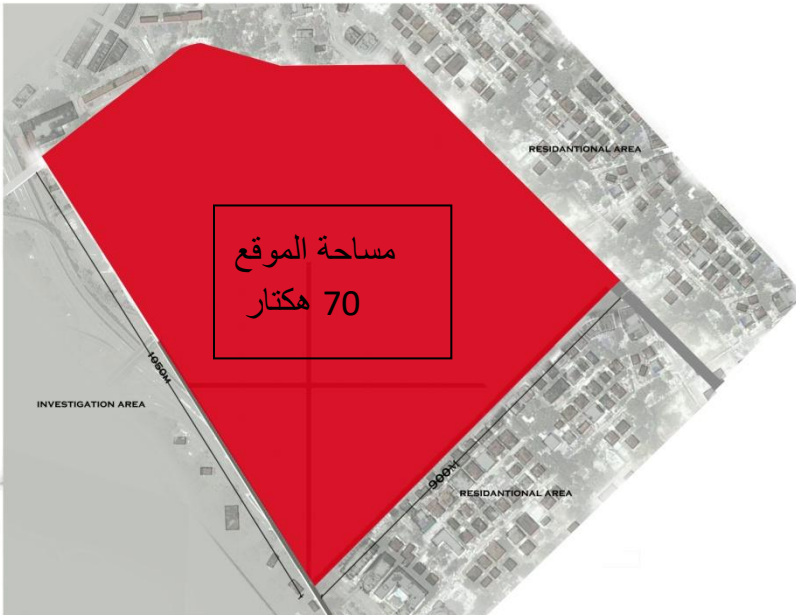 RESIDANTIONAL AREA
مساحة الموقع
70 هكتار
1050M
INVESTIGATION AREA
900M
RESIDANTIONAL AREA